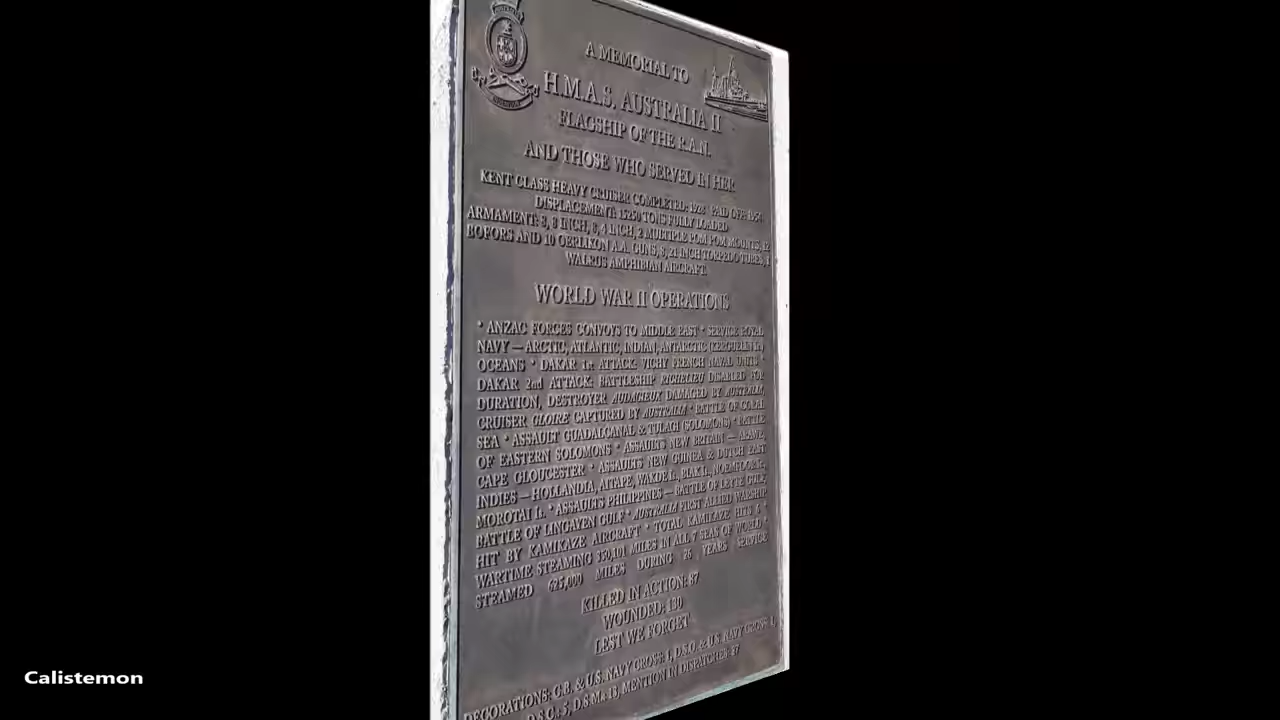 AUSTRALIA
A MEMORIAL TO
H.M.A.S. AUSTRALIA II
FLAGSHIP OF THE R.A.N.
AND THOSE WHO SERVED IN HER
KENT CLASS HEAVY CRUISER COMPLETED: 1928 PAID OFF: 1954
DISPLACEMENT: 15250 TONS FULLY LOADED
ARMAMENT: 8, 8 INCH, 8, 4 INCH, 2 MULTIPLE POM POM MOUNTS, 12
BOFORS AND 10 OERLIKON A.A. GUNS, 8, 21 INCH TORPEDO TUBES, 1
WALRUS AMPHIBIAN AIRCRAFT.
WORLD WAR II OPERATIONS
* ANZAC FORCES CONVOYS TO MIDDLE EAST * SERVICE ROYAL
NAVY — ARCTIC, ATLANTIC, INDIAN, ANTARCTIC (KERGUELEN Is.)
OCEANS * DAKAR 1st ATTACK: VICHY FRENCH NAVAL UNITS *
DAKAR 2nd ATTACK: BATTLESHIP RICHELIEU DISABLED FOR
DURATION, DESTROYER AUDACIEUX DAMAGED BY AUSTRALIA,
CRUISER GLOIRE CAPTURED BY AUSTRALIA * BATTLE OF CORAL
SEA * ASSAULT GUADALCANAL & TULAGI (SOLOMONS) * BATTLE
OF EASTERN SOLOMONS * ASSAULTS NEW BRITAIN — ARAWE,
CAPE GLOUCESTER * ASSAULTS NEW GUINEA & DUTCH EAST
INDIES — HOLLANDIA, AITAPE, WAKDE I., BIAK I., NOEMFOOR I.,
MOROTAI I. * ASSAULTS PHILIPPINES — BATTLE OF LEYTE GULF,
BATTLE OF LINGAYEN GULF * AUSTRALIA FIRST ALLIED WARSHIP
HIT BY KAMIKAZE AIRCRAFT * TOTAL KAMIKAZE HITS 6 *
WARTIME STEAMING 350,101 MILES IN ALL 7 SEAS OF WORLD *
STEAMED 625,000 MILES DURING 26 YEARS SERVICE
KILLED IN ACTION: 87
WOUNDED: 130
LEST WE FORGET
DECORATIONS: C.B. & U.S. NAVY CROSS: 1, D.S.O. & U.S. NAVY CROSS: 1,
D.S.C.: 5, D.S.M.: 13, MENTION IN DISPATCHES: 27
Calistemon